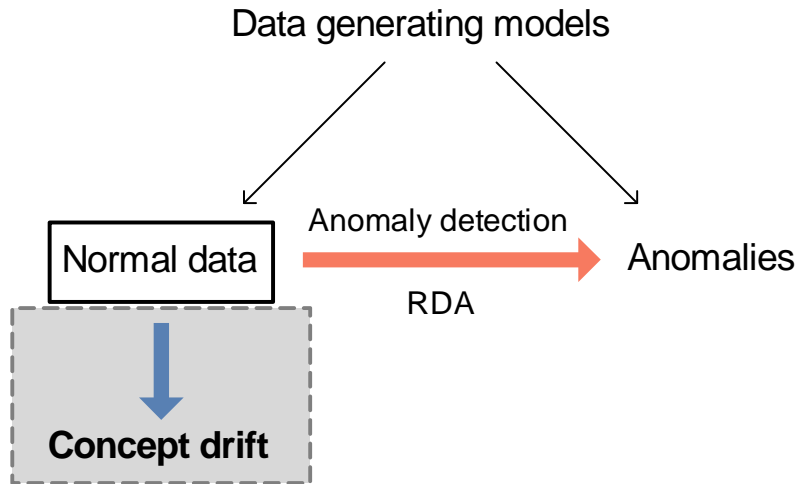 Data generating models
Anomaly detection
Normal data
Anomalies
RDA
Concept drift